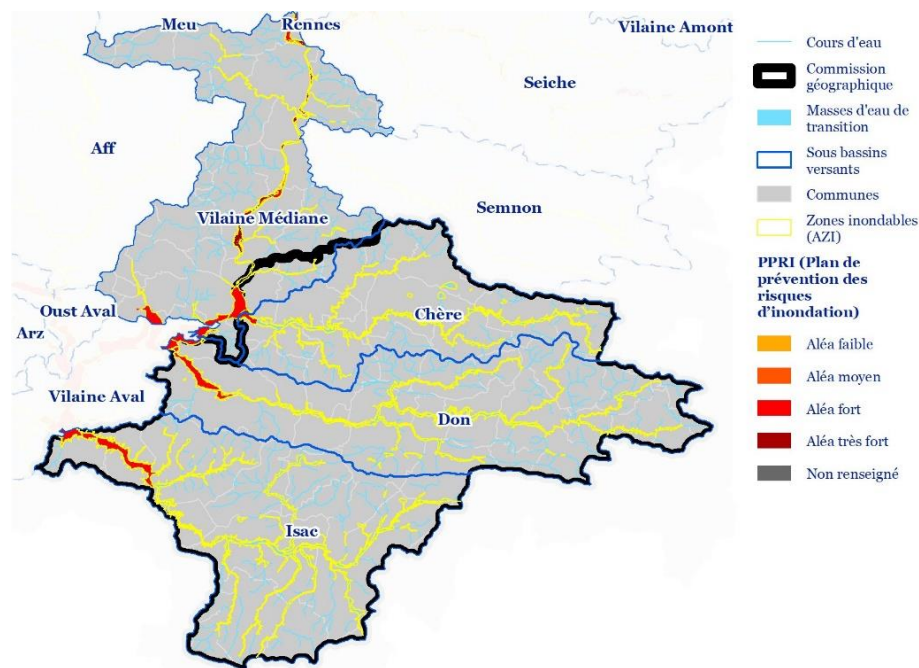 Meu
Rennes
Vilaine Amont
Seiche
Aff
Semnon
Vilaine Médiane
Oust Aval
Arz
Chère
Vilaine Aval
Don
Isac
Cours d'eau
Commission
géographique
Masses d'eau de
transition
Sous bassins
versants
Communes
Zones inondables
(AZI)
PPRI (Plan de
prévention des
risques
d'inondation)
Aléa faible
Aléa moyen
Aléa fort
Aléa très fort
Non renseigné